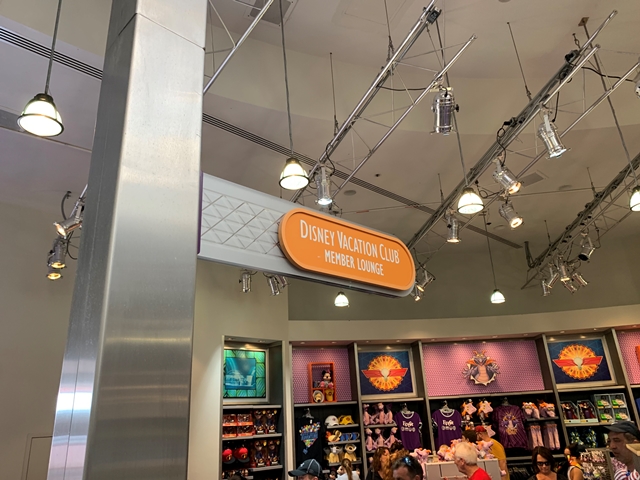 DISNEY VACATION CLUB
MEMBER LOUNGE